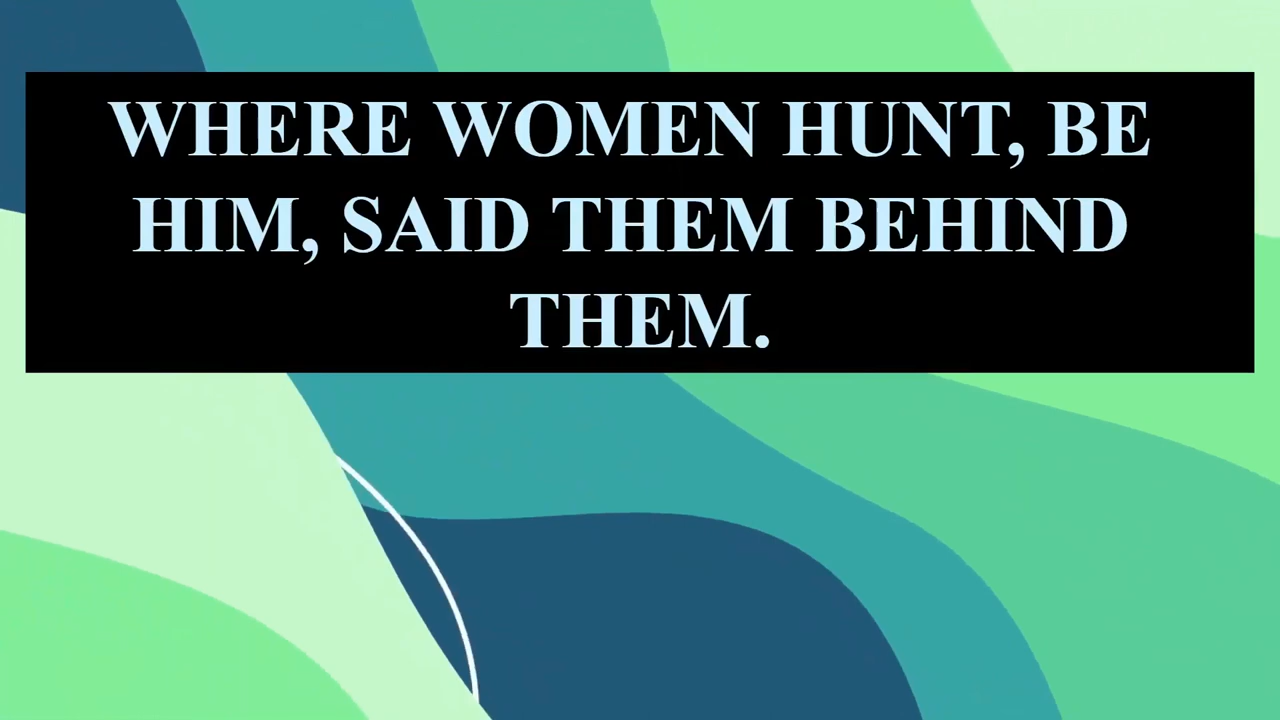 WHERE WOMEN HUNT, BE
HIM, SAID THEM BEHIND
THEM.